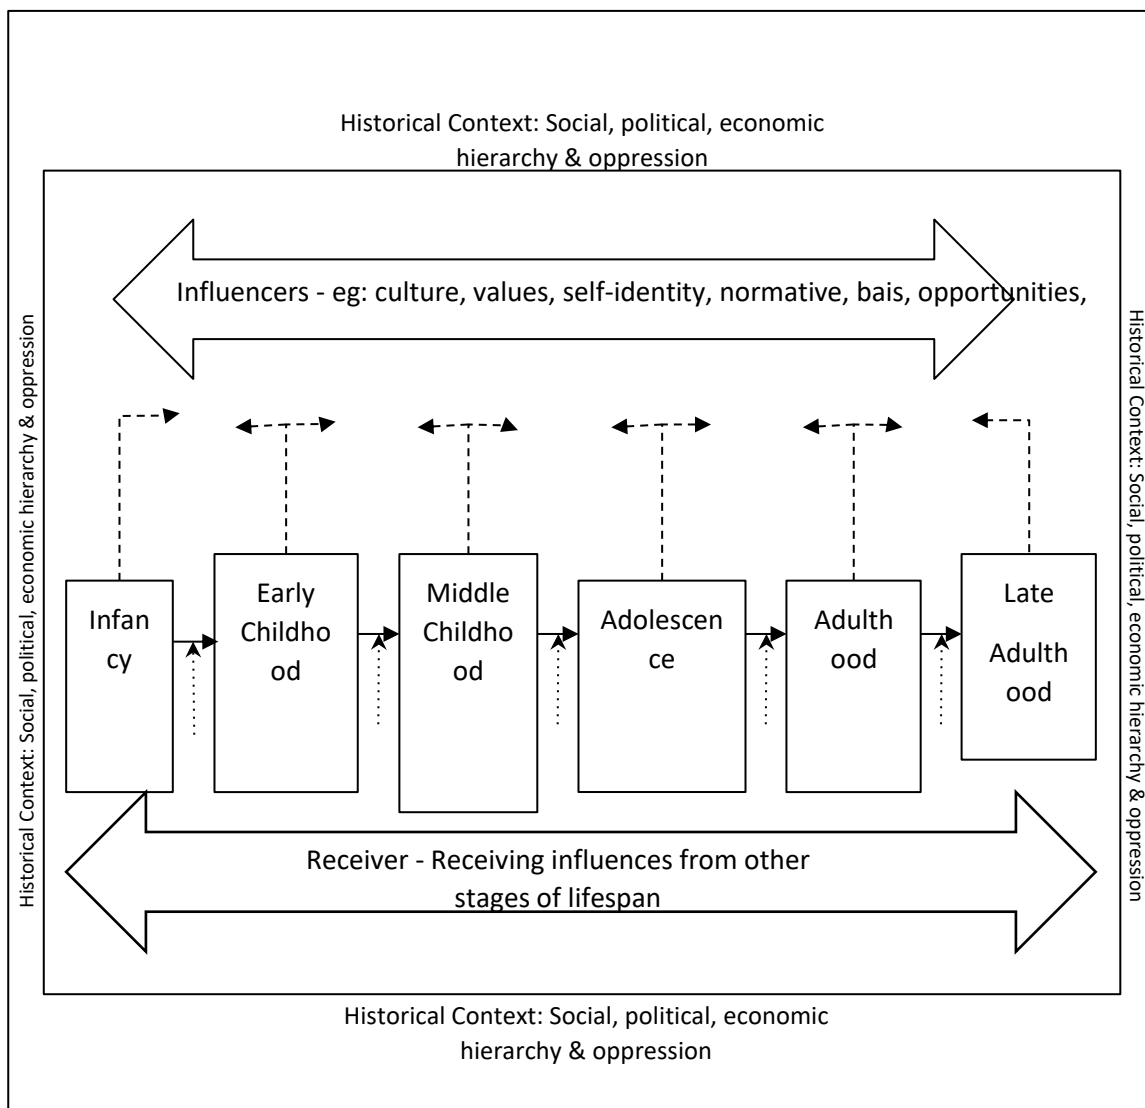 Historical Context: Social, political, economic
hierarchy & oppression
Influencers - eg: culture, values, self-identity, normative, bais, opportunities,
Historical Context: Social, political, economic hierarchy & oppression
Historical Context: Social, political, economic hierarchy & oppression
Infan
cy
Early
Childho
od
Middle
Childho
od
Adolescen
ce
Adulth
ood
Late
Adulth
ood
Receiver - Receiving influences from other
stages of lifespan
Historical Context: Social, political, economic
hierarchy & oppression